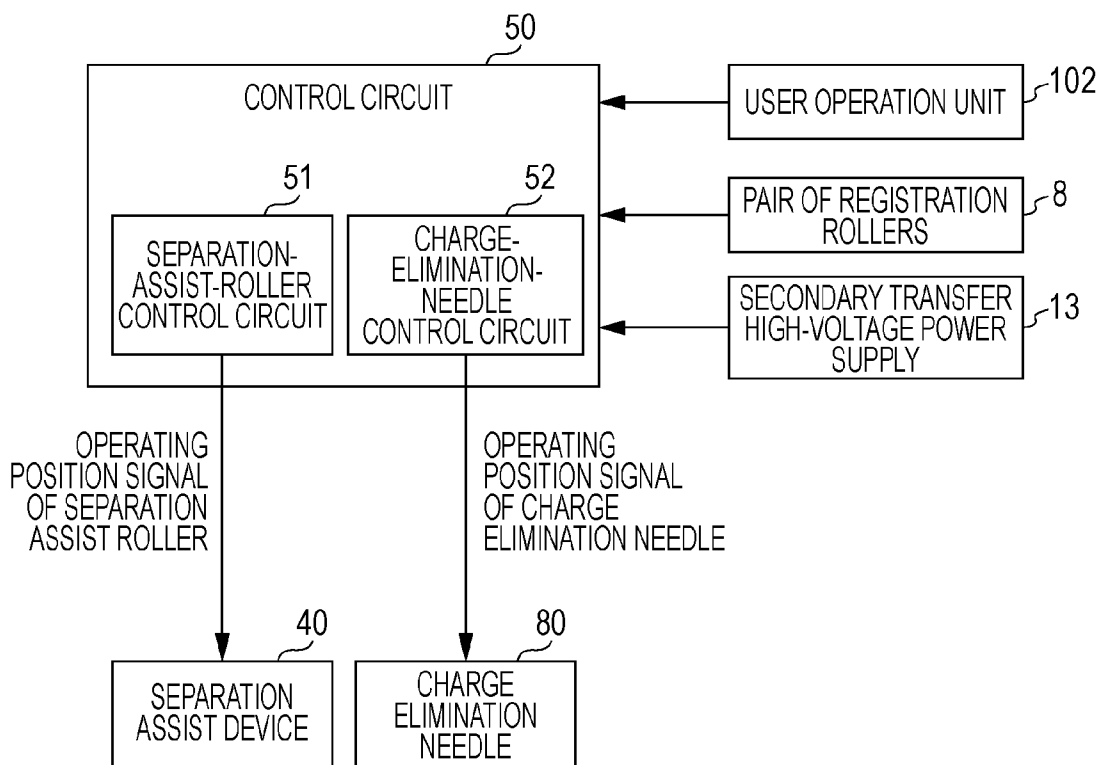 50
CONTROL CIRCUIT
USER OPERATION UNIT
102
51
52
SEPARATION-
ASSIST-ROLLER
CONTROL CIRCUIT
CHARGE-
ELIMINATION-
NEEDLE
CONTROL CIRCUIT
PAIR OF REGISTRATION
ROLLERS
8
SECONDARY TRANSFER
HIGH-VOLTAGE POWER
SUPPLY
13
OPERATING
POSITION SIGNAL
OF SEPARATION
ASSIST ROLLER
OPERATING
POSITION SIGNAL
OF CHARGE
ELIMINATION NEEDLE
40
SEPARATION
ASSIST DEVICE
80
CHARGE
ELIMINATION
NEEDLE